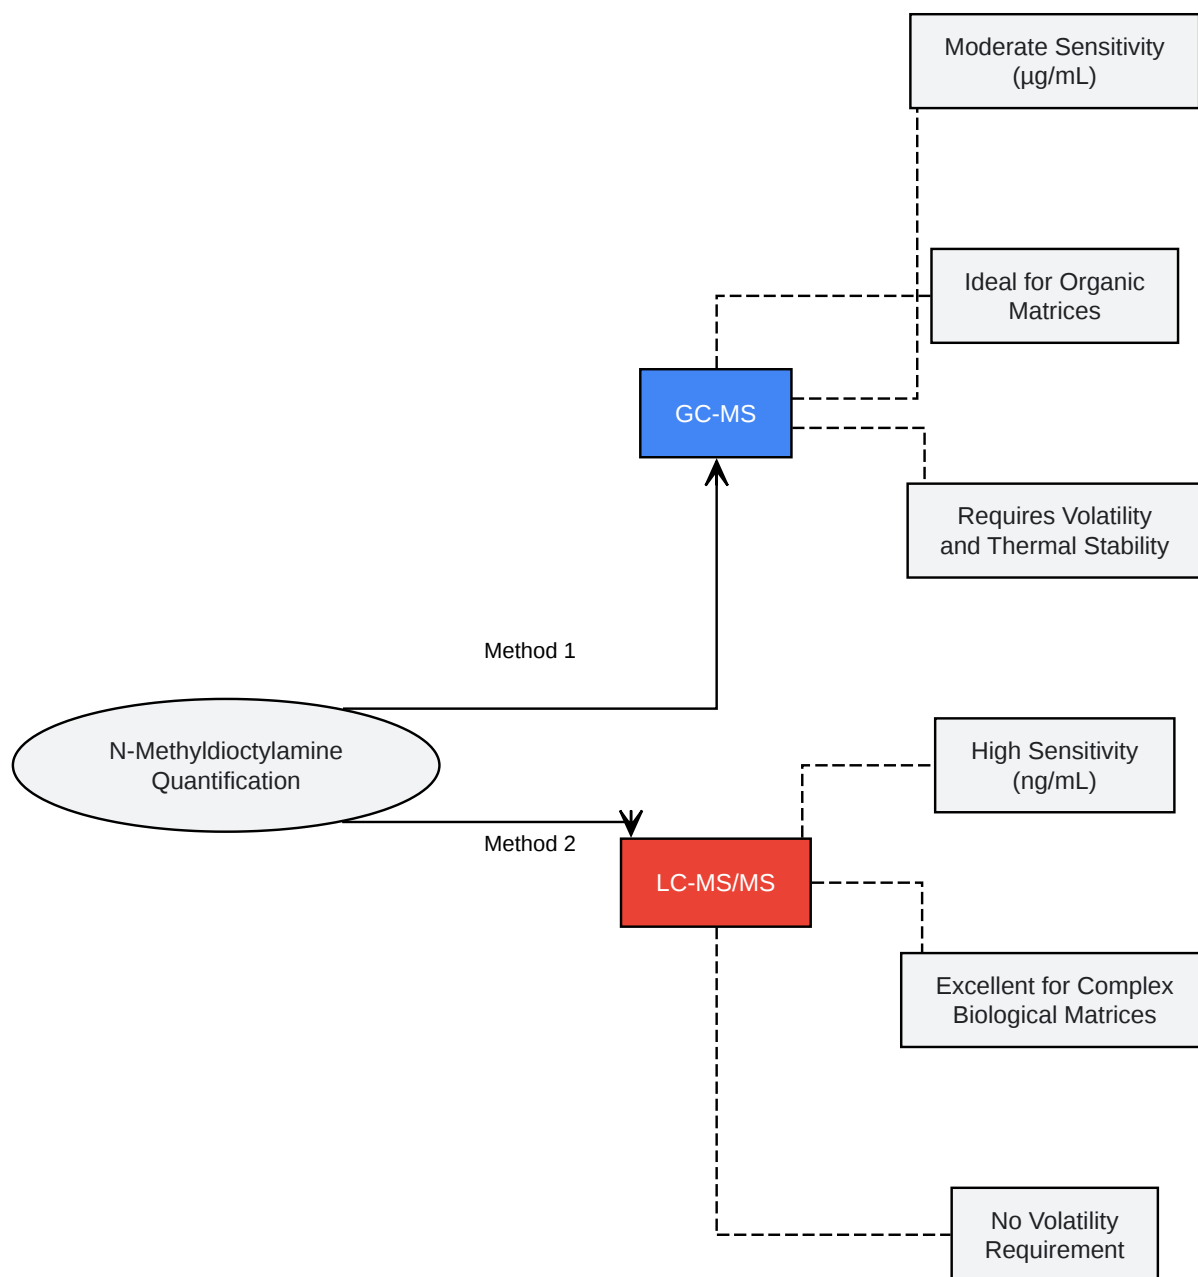 Moderate Sensitivity
(µg/mL)
Ideal for Organic
Matrices
GC-MS
Requires Volatility
and Thermal Stability
Method 1
N-Methyldioctylamine
Quantification
High Sensitivity
(ng/mL)
Method 2
LC-MS/MS
Excellent for Complex
Biological Matrices
No Volatility
Requirement